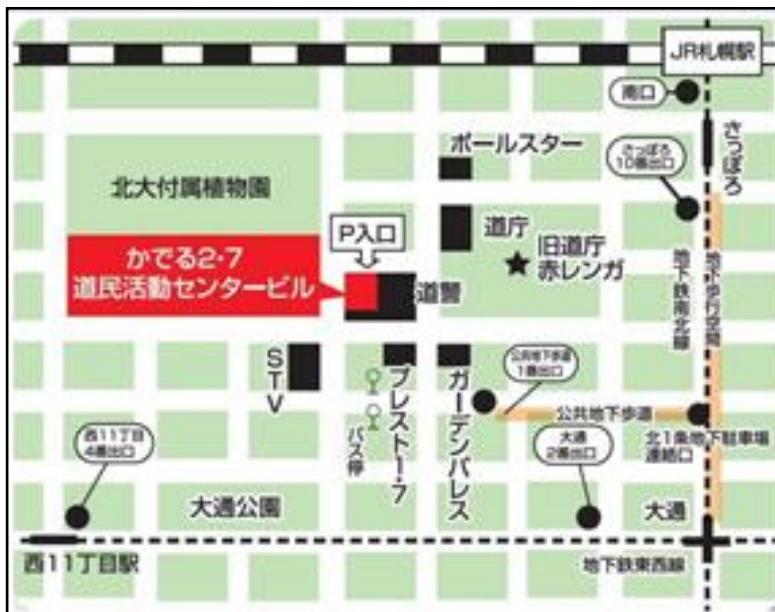 JR札幌駅
南口
さっぽろ
ポールスター
さっぽろ
10番出口
北大付属植物園
P入口
道庁
旧道庁
赤レンガ
かでる2・7
道民活動センタービル
道警
地下鉄南北線
地下歩行空間
STV
プレスト1・7
ガーデンパレス
公共地下歩道
1番出口
公共地下歩道
バス停
西11丁目
4番出口
大通
2番出口
北1条地下駐車場
連絡口
大通公園
大通
西11丁目駅
地下鉄東西線